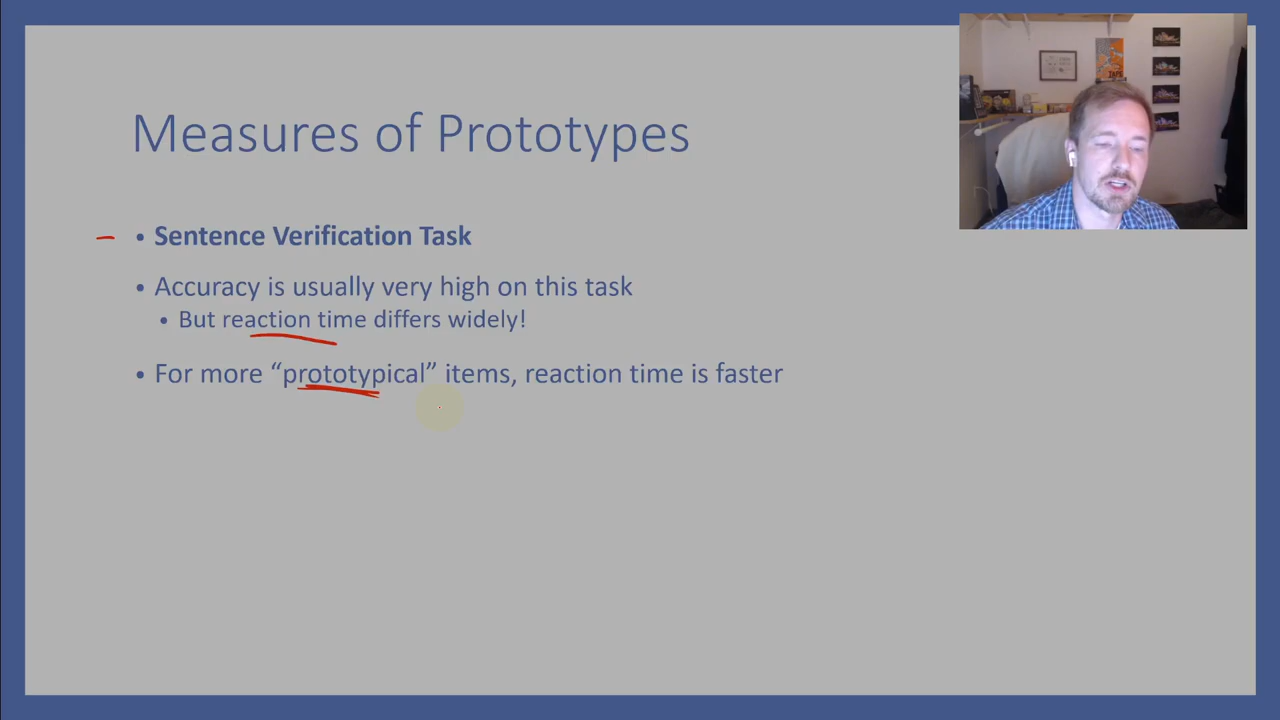 Measures of Prototypes
• Sentence Verification Task
• Accuracy is usually very high on this task
• But reaction time differs widely!
• For more “prototypical” items, reaction time is faster
TAPE